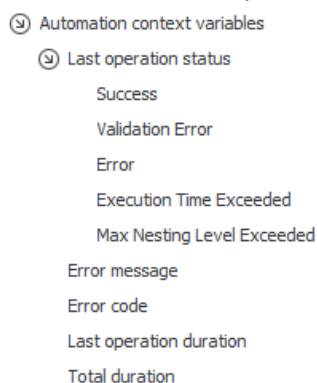 Automation context variables
Last operation status
Success
Validation Error
Error
Execution Time Exceeded
Max Nesting Level Exceeded
Error message
Error code
Last operation duration
Total duration